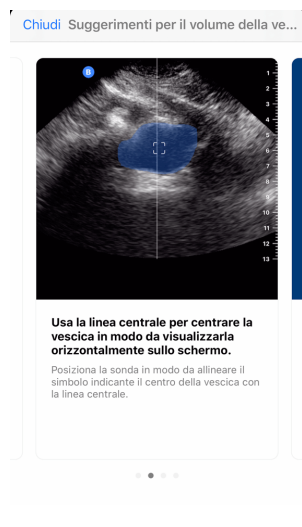 Chiudi Suggerimenti per il volume della ve...
B
1
2
3
4
5
6
7
8
9
10
11
12
13
Usa la linea centrale per centrare la
vescica in modo da visualizzarla
orizzontalmente sullo schermo.
Posiziona la sonda in modo da allineare il
simbolo indicante il centro della vescica con
la linea centrale.